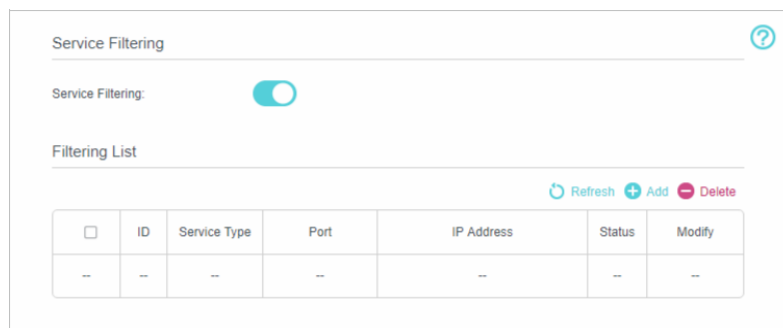 Service Filtering
?
Service Filtering:
Filtering List
Refresh Add Delete
ID Service Type Port IP Address Status Modify
-- -- -- -- -- -- --